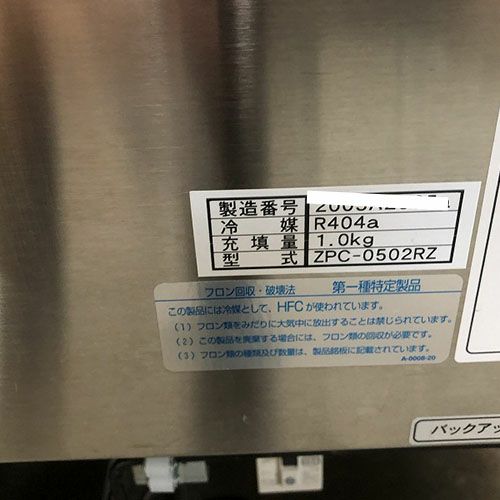 製造番号
冷媒 R404a
充填量 1.0kg
型式 ZPC-0502RZ
フロン回収・破壊法 第一種特定製品
この製品には冷媒として、HFCが使われています。
(1) フロン類をみだりに大気中に放出することは禁じられています。
(2) この製品を廃棄する場合には、フロン類の回収が必要です。
(3) フロン類の種類及び数量は、製品銘板に記載されています。
A-0008-20
バックアッ